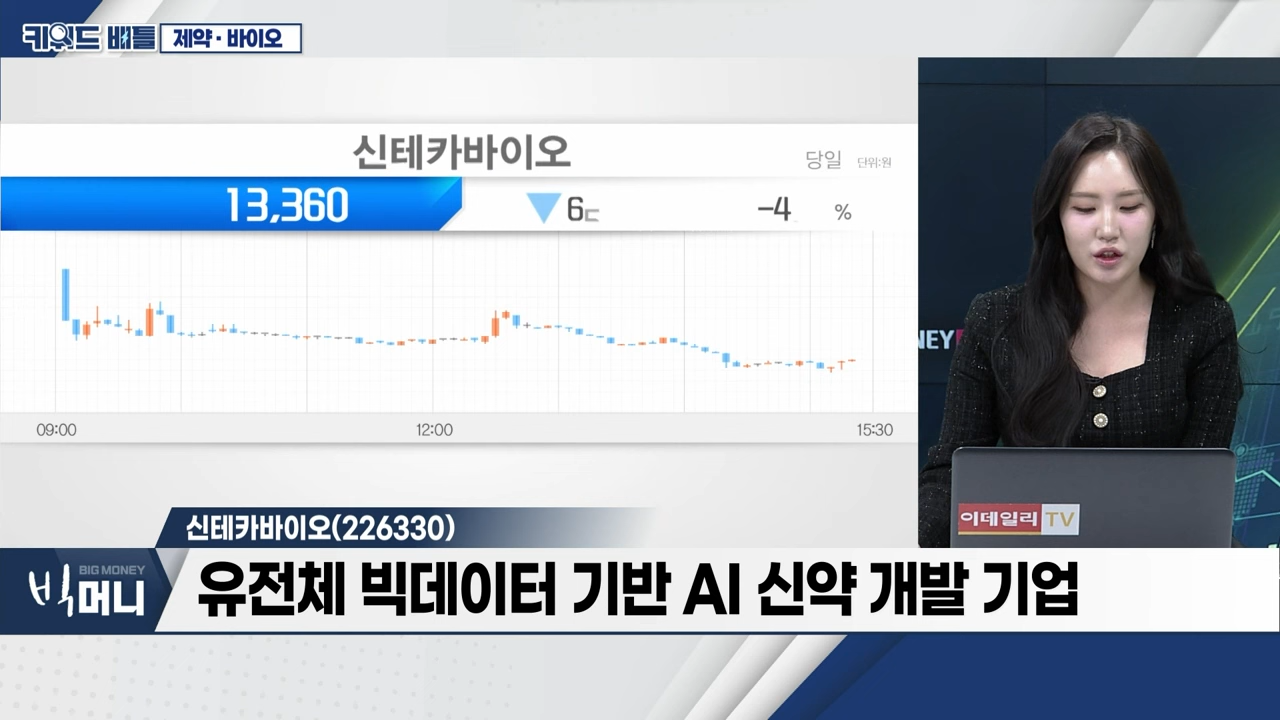 키워드 배틀 제약·바이오
신테카바이오
당일 단위:원
13,360 ▼ 6 -4 %
09:00 12:00 15:30
NEY
이데일리 TV
신테카바이오(226330)
BIG MONEY
빅머니
유전체 빅데이터 기반 AI 신약 개발 기업